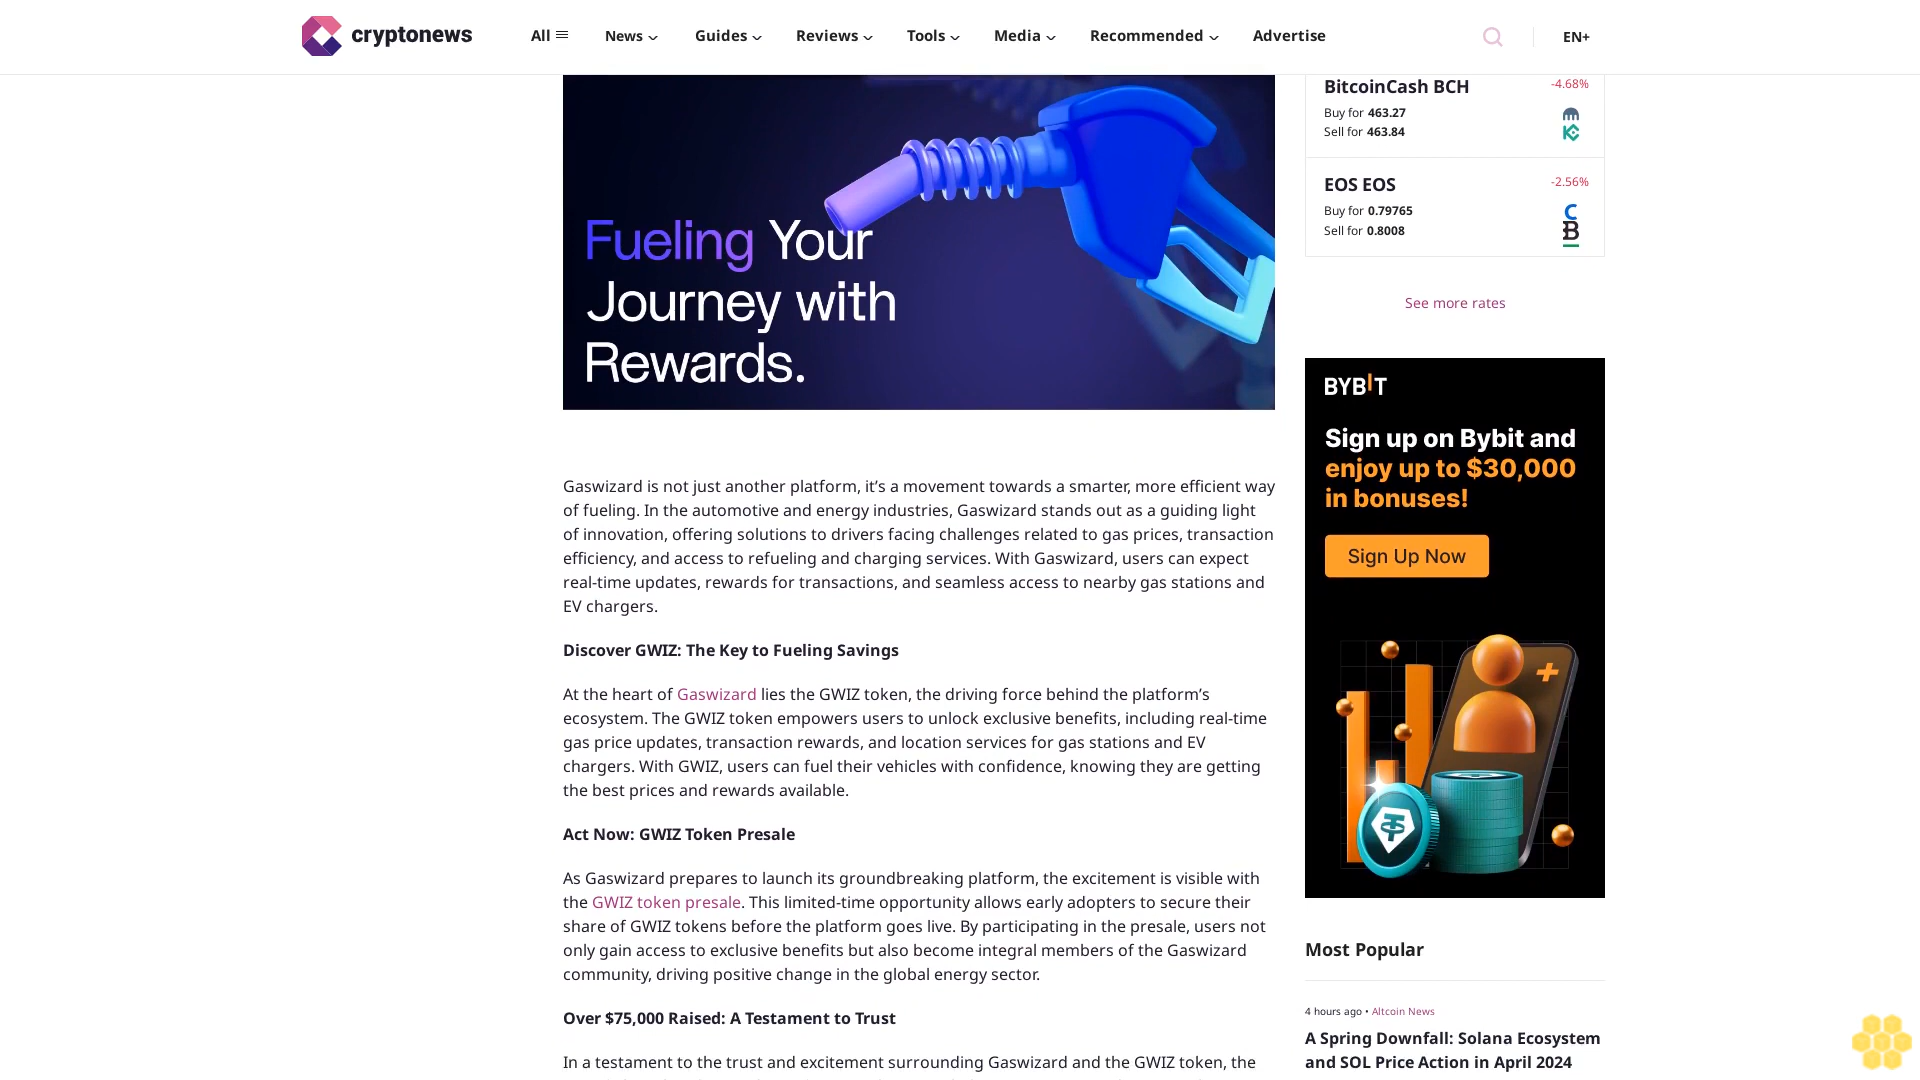 cryptonews
All
News
Guides
Reviews
Tools
Media
Recommended
Advertise
EN+
Fueling Your
Journey with
Rewards.
Gaswizard is not just another platform, it’s a movement towards a smarter, more efficient way
of fueling. In the automotive and energy industries, Gaswizard stands out as a guiding light
of innovation, offering solutions to drivers facing challenges related to gas prices, transaction
efficiency, and access to refueling and charging services. With Gaswizard, users can expect
real-time updates, rewards for transactions, and seamless access to nearby gas stations and
EV chargers.
Discover GWIZ: The Key to Fueling Savings
At the heart of Gaswizard lies the GWIZ token, the driving force behind the platform’s
ecosystem. The GWIZ token empowers users to unlock exclusive benefits, including real-time
gas price updates, transaction rewards, and location services for gas stations and EV
chargers. With GWIZ, users can fuel their vehicles with confidence, knowing they are getting
the best prices and rewards available.
Act Now: GWIZ Token Presale
As Gaswizard prepares to launch its groundbreaking platform, the excitement is visible with
the GWIZ token presale. This limited-time opportunity allows early adopters to secure their
share of GWIZ tokens before the platform goes live. By participating in the presale, users not
only gain access to exclusive benefits but also become integral members of the Gaswizard
community, driving positive change in the global energy sector.
Over $75,000 Raised: A Testament to Trust
In a testament to the trust and excitement surrounding Gaswizard and the GWIZ token, the
BitcoinCash BCH
-4.68%
Buy for 463.27
Sell for 463.84
EOS EOS
-2.56%
Buy for 0.79765
Sell for 0.8008
See more rates
BYBIT
Sign up on Bybit and
enjoy up to $30,000
in bonuses!
Sign Up Now
Most Popular
4 hours ago • Altcoin News
A Spring Downfall: Solana Ecosystem
and SOL Price Action in April 2024